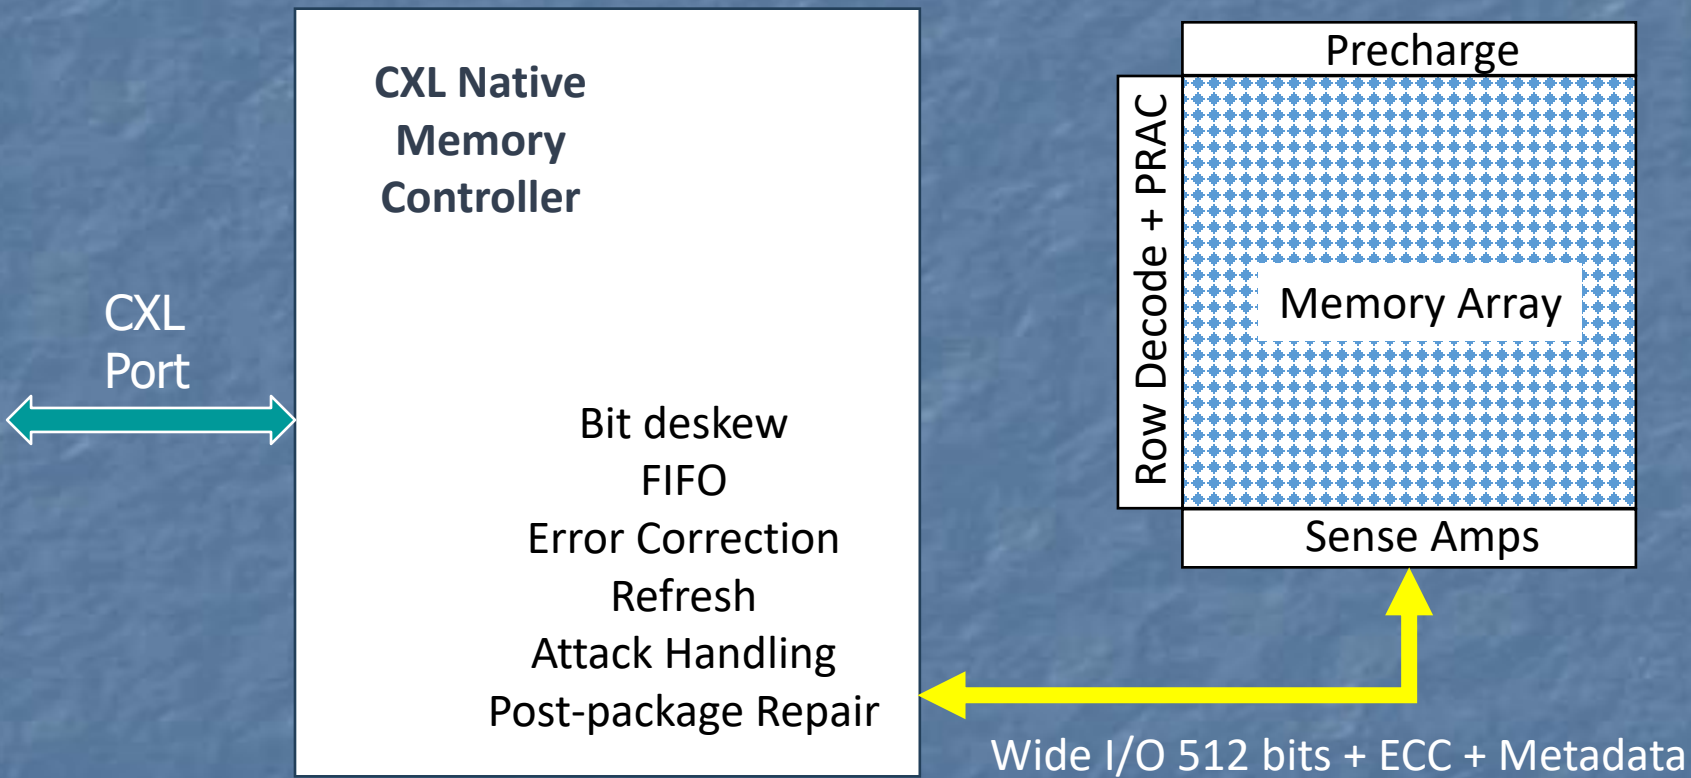 CXL Native
Memory
Controller
CXL
Port
Bit deskew
FIFO
Error Correction
Refresh
Attack Handling
Post-package Repair
Precharge
Row Decode + PRAC
Memory Array
Sense Amps
Wide I/O 512 bits + ECC + Metadata